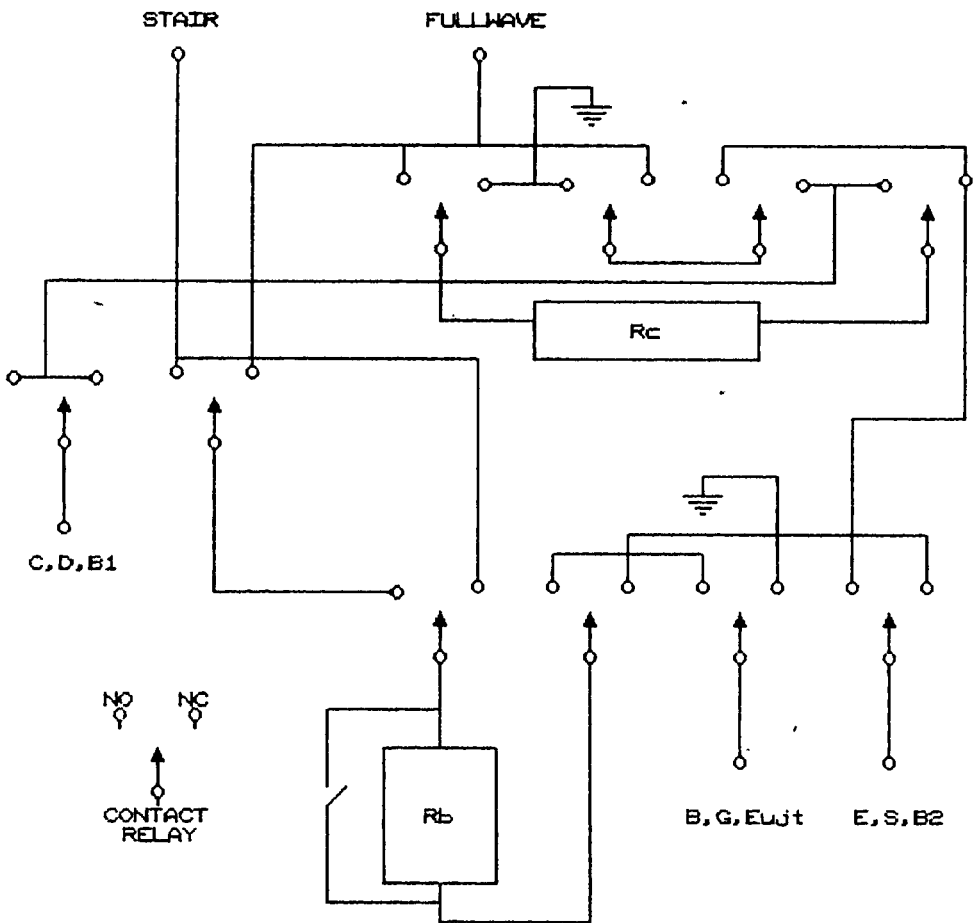 STAIR
FULLWAVE
Rc
C,D,B1
NO
NC
CONTACT
RELAY
Rb
B,G,Eujt
E,S,B2